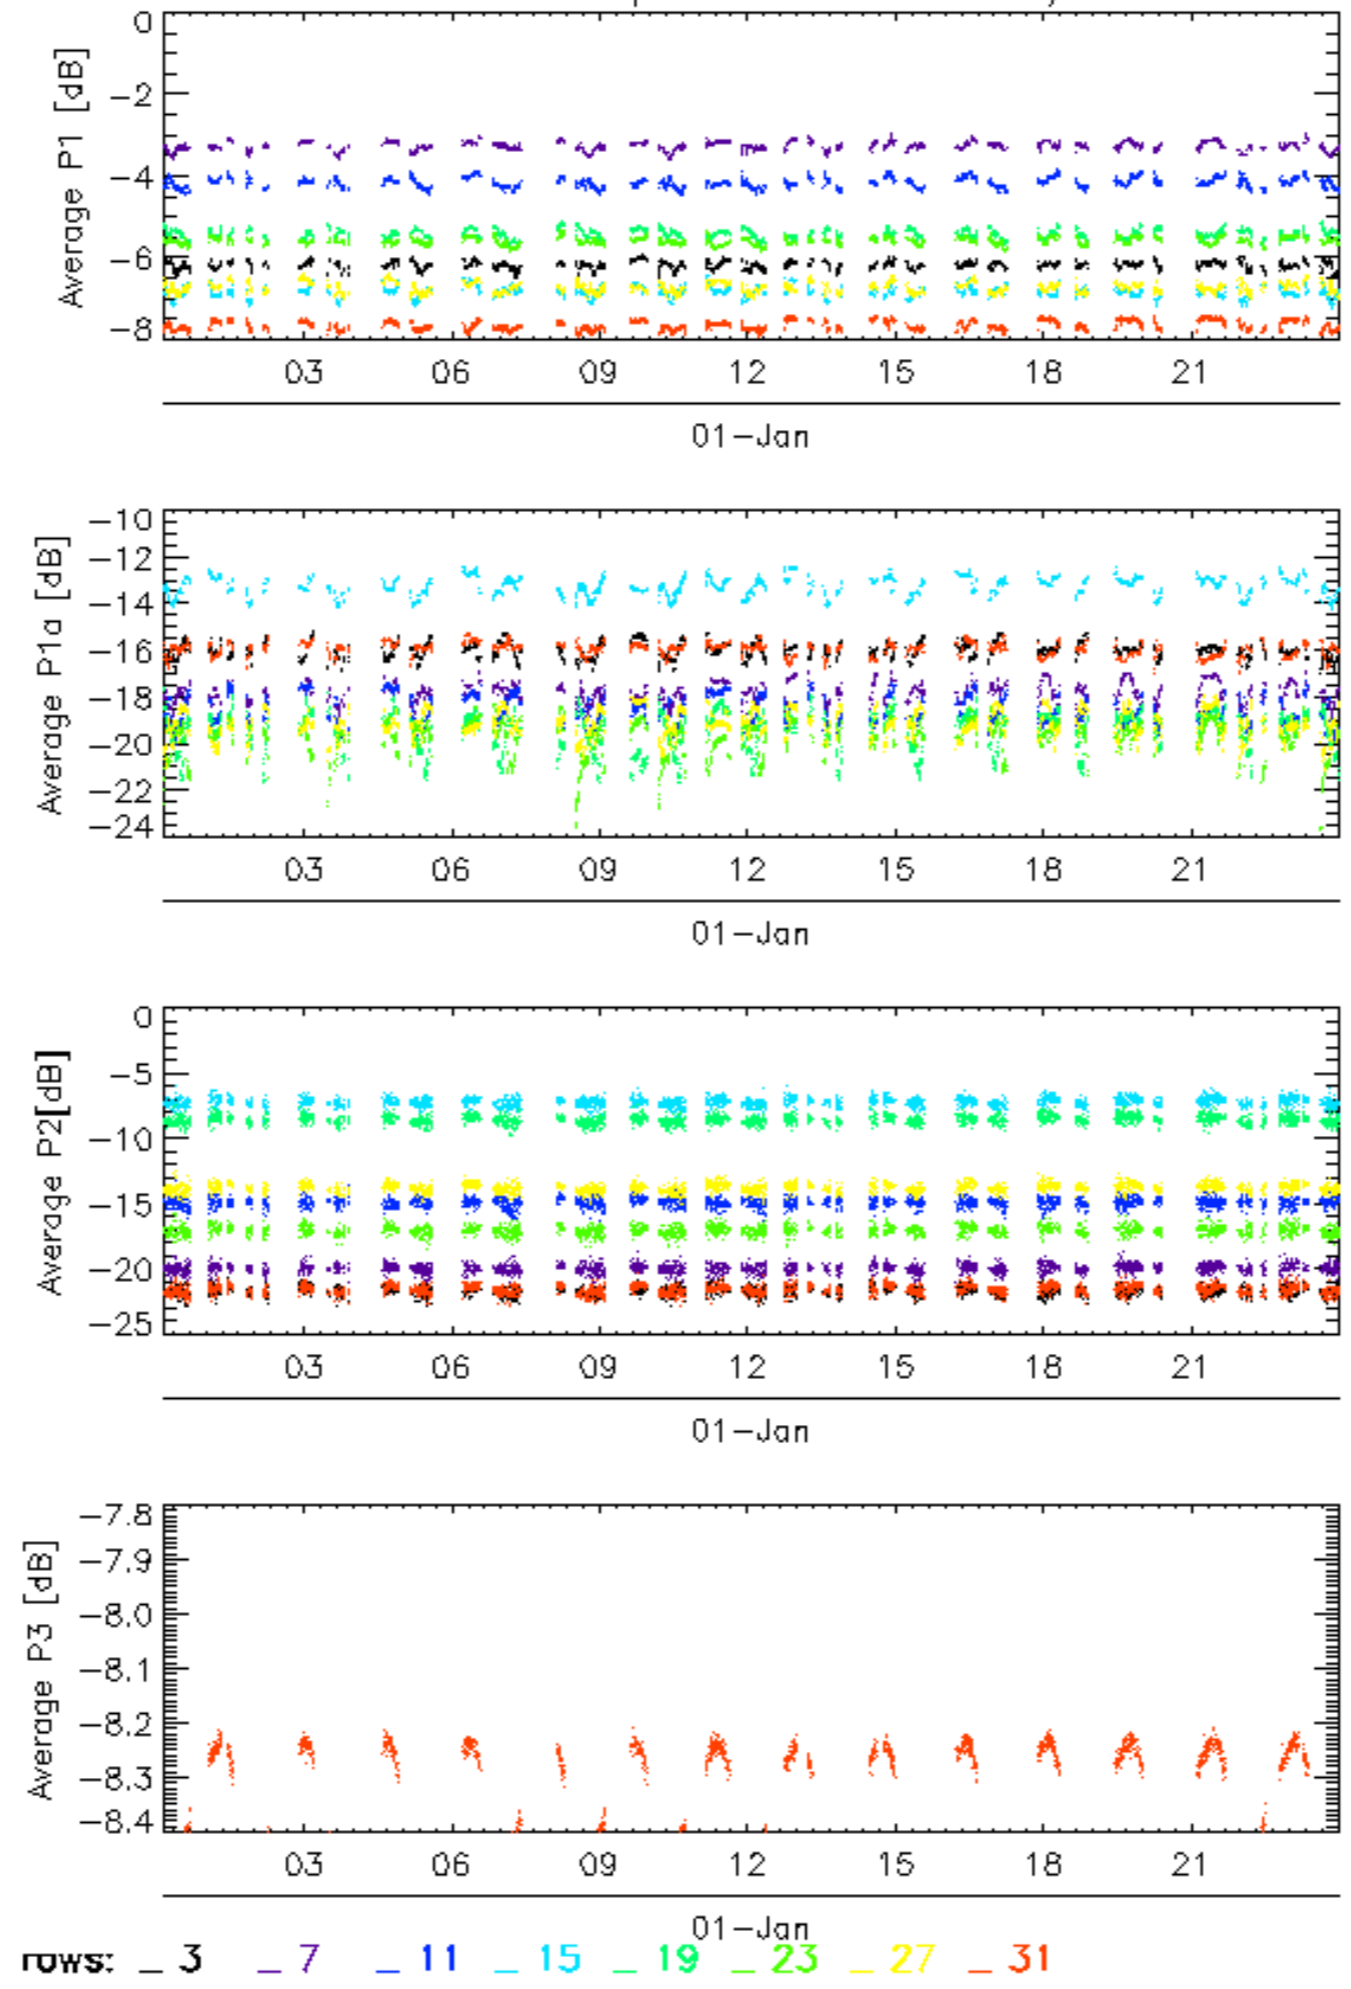 0
−2
−4
−6
−8
Average P1 [dB]
03 06 09 12 15 18 21
01−Jan
−10
−12
−14
−16
−18
−20
−22
−24
Average P1a [dB]
03 06 09 12 15 18 21
01−Jan
0
−5
−10
−15
−20
−25
Average P2[dB]
03 06 09 12 15 18 21
01−Jan
−7.8
−7.9
−8.0
−8.1
−8.2
−8.3
−8.4
Average P3 [dB]
03 06 09 12 15 18 21
01−Jan
rows: _ 3 _ 7 _ 11 _ 15 _ 19 _ 23 _ 27 _ 31